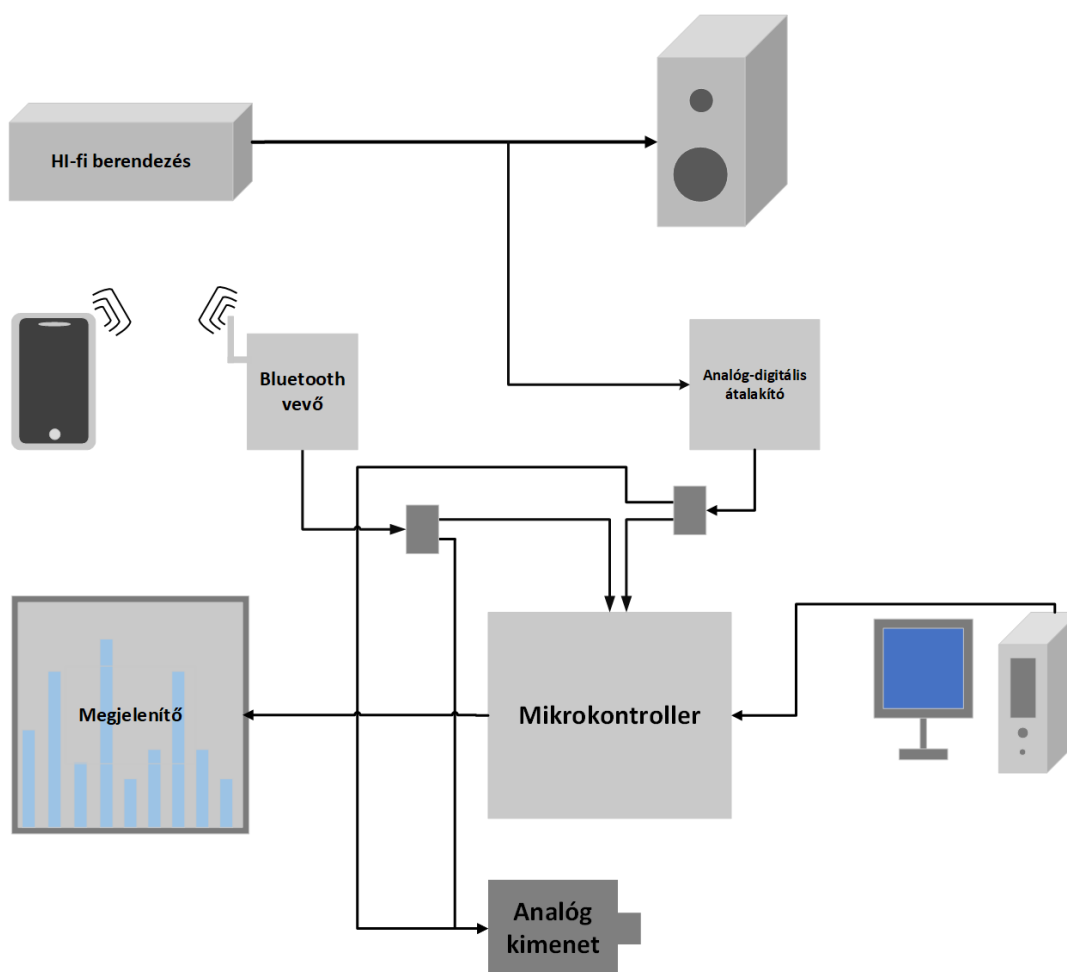 HI-fi berendezés
Bluetooth
vevő
Analóg-digitális
átalakító
Megjelenítő
Mikrokontroller
Analóg
kimenet